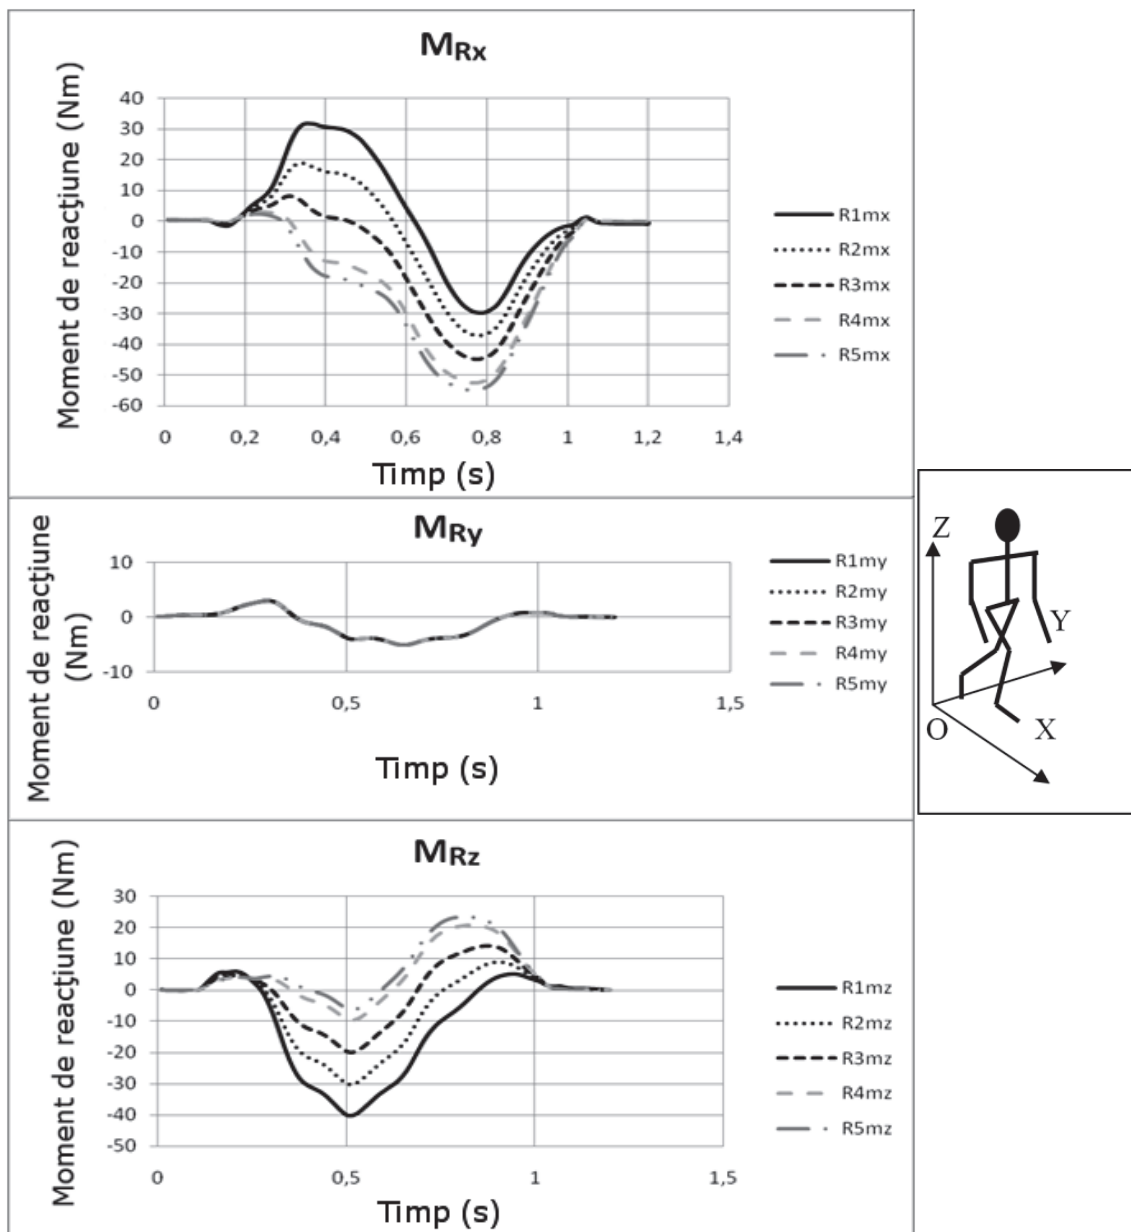 MRx
Moment de reacţiune (Nm)
40
30
20
10
0
-10
-20
-30
-40
-50
-60
0 0,2 0,4 0,6 0,8 1 1,2 1,4
Timp (s)
R1mx
R2mx
R3mx
R4mx
R5mx
MRy
Moment de reacţiune
(Nm)
10
0
-10
0 0,5 1 1,5
Timp (s)
R1my
R2my
R3my
R4my
R5my
Z
Y
O
X
MRz
Moment de reacţiune (Nm)
30
20
10
0
-10
-20
-30
-40
-50
0 0,5 1 1,5
Timp (s)
R1mz
R2mz
R3mz
R4mz
R5mz